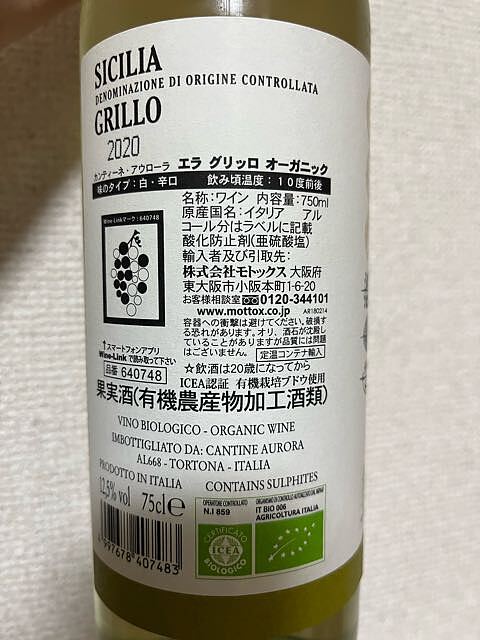 SICILIA
DENOMINAZIONE DI ORIGINE CONTROLLATA
GRILLO
2020
カンティーネ・アウローラ エラ グリッロ オーガニック
味のタイプ：白・辛口 飲み頃温度：１０度前後
Wine-Linkマーク：640748
名称：ワイン 内容量：750ml
原産国名：イタリア アル
コール分はラベルに記載
酸化防止剤(亜硫酸塩)
輸入者及び引取先：
株式会社モトックス 大阪府
東大阪市小阪本町1-6-20
お客様相談室 0120-344101
www.mottox.co.jp AR180214
容器への衝撃は避けてください。破損す
る恐れがあります。オリ、酒石が沈殿し
ていることがありますが品質には問題
はございません。 定温コンテナ輸入
↑スマートフォンアプリ
Wine-Linkで読み取って下さい
品番 640748
☆飲酒は20歳になってから
ICEA認証 有機栽培ブドウ使用
果実酒(有機農産物加工酒類)
VINO BIOLOGICO - ORGANIC WINE
IMBOTTIGLIATO DA: CANTINE AURORA
AL668 - TORTONA - ITALIA
PRODOTTO IN ITALIA CONTAINS SULPHITES
12,5% vol 75cl e
OPERATORE CONTROLLATO
N.I 859
IT BIO 006
AGRICOLTURA ITALIA
CERTIFICATO
ICEA
BIOLOGICO
4 997678 407483